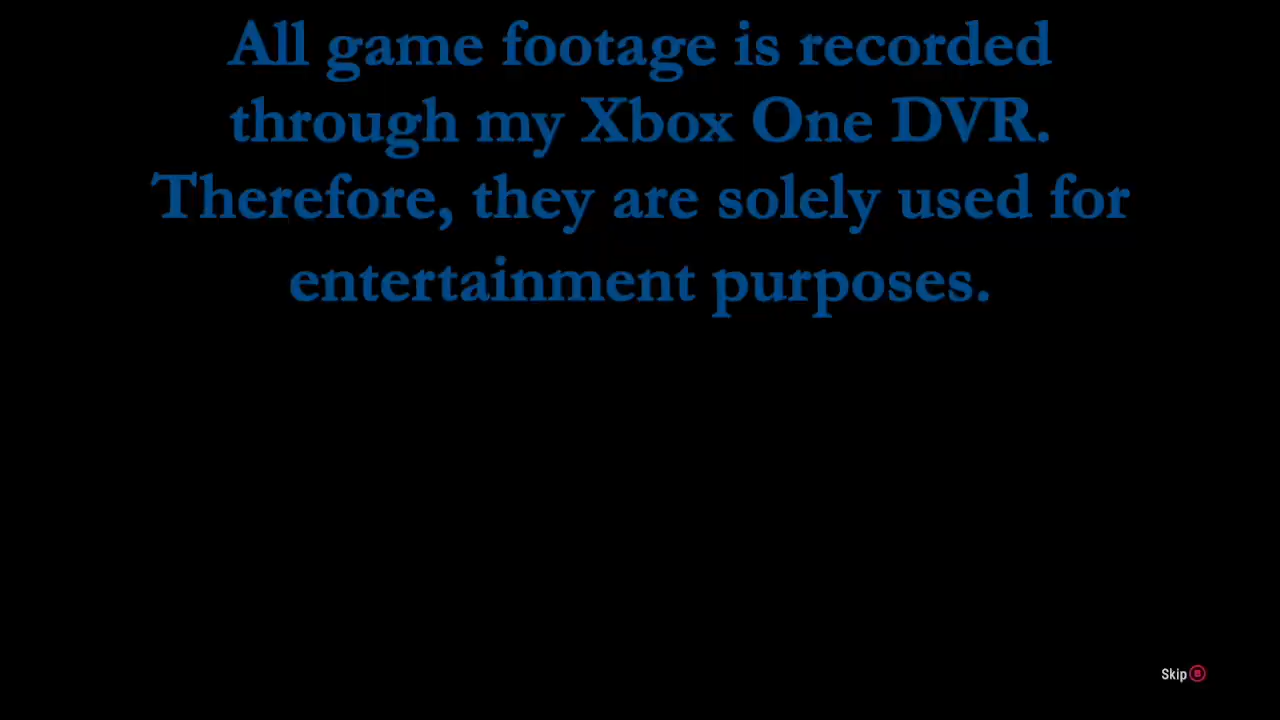 All game footage is recorded
through my Xbox One DVR.
Therefore, they are solely used for
entertainment purposes.
Skip B